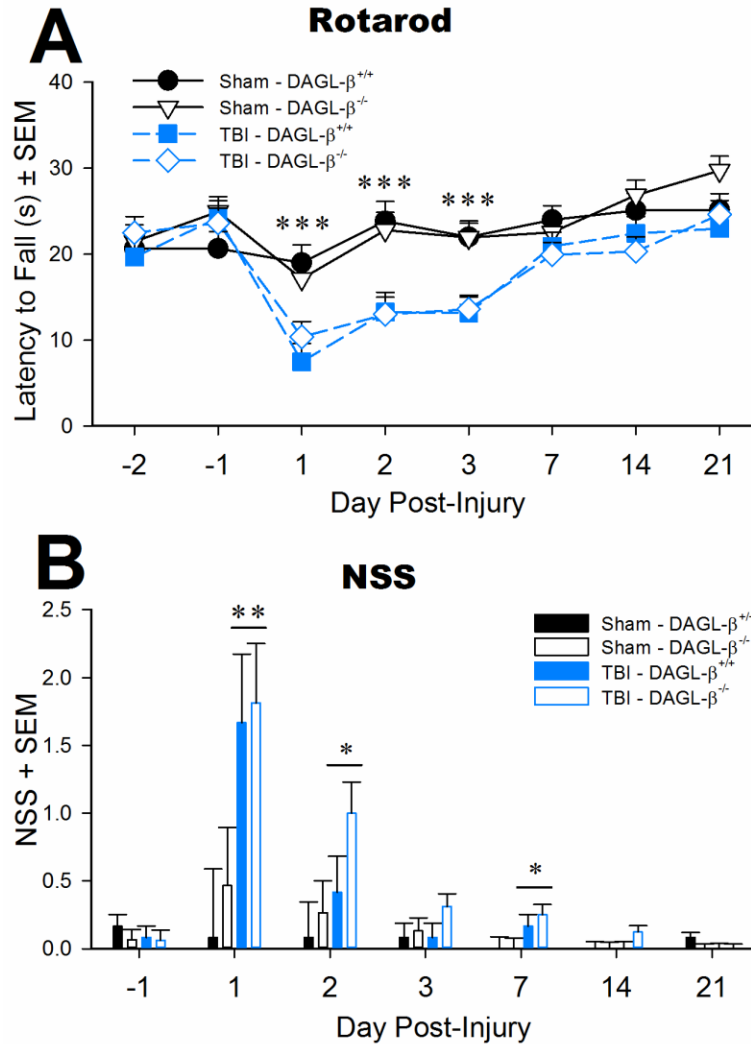 A
Rotarod
Sham - DAGL-β+/+
Sham - DAGL-β-/-
TBI - DAGL-β+/+
TBI - DAGL-β-/-
Latency to Fall (s) ± SEM
40
30
20
10
0
***
***
***
-2 -1 1 2 3 7 14 21
Day Post-Injury
B
NSS
Sham - DAGL-β+/+
Sham - DAGL-β-/-
TBI - DAGL-β+/+
TBI - DAGL-β-/-
NSS + SEM
2.5
2.0
1.5
1.0
0.5
0.0
**
*
*
-1 1 2 3 7 14 21
Day Post-Injury